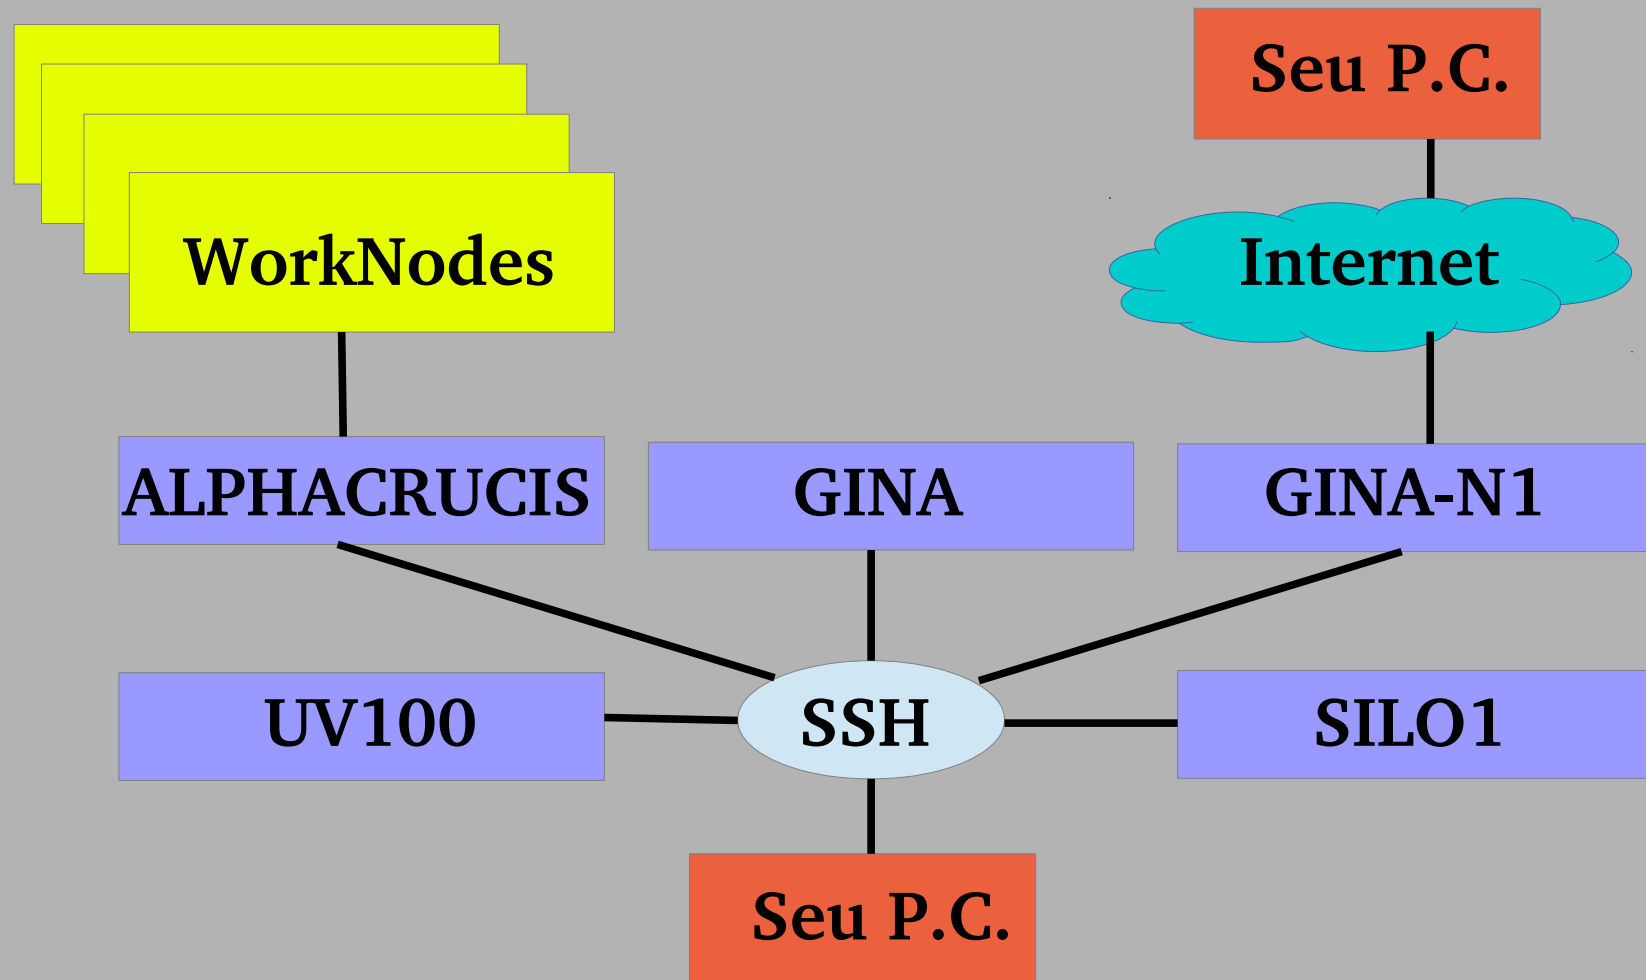 Seu P.C.
WorkNodes
Internet
ALPHACRUCIS
GINA
GINA-N1
UV100
SSH
SILO1
Seu P.C.